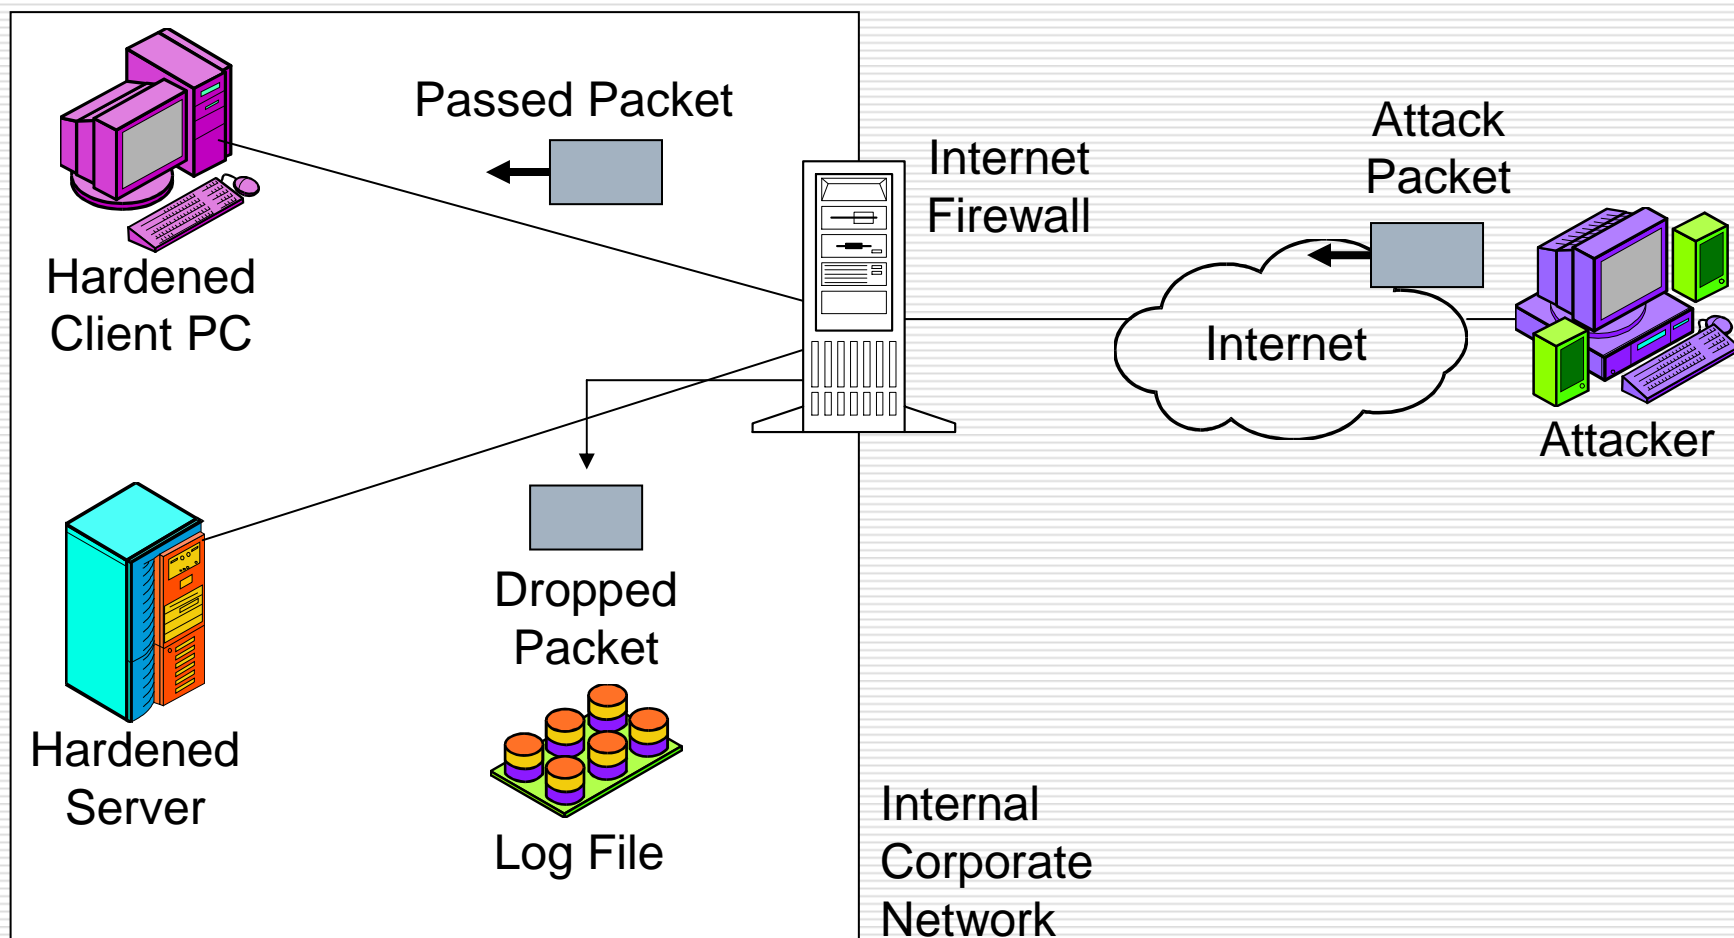 Passed Packet
Attack
Packet
Internet
Firewall
Hardened
Client PC
Internet
Attacker
Dropped
Packet
Hardened
Server
Log File
Internal
Corporate
Network